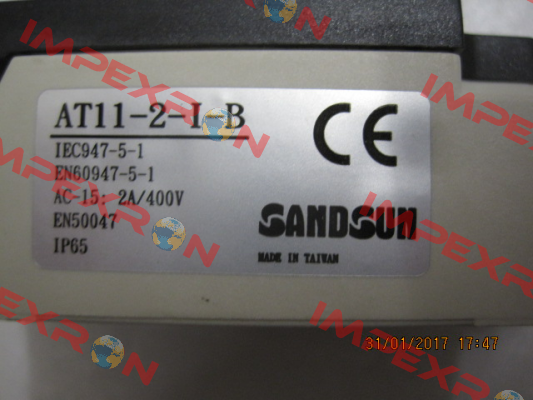 AT11-2-I-B
IEC947-5-1
EN60947-5-1
AC-15: 2A/400V
EN50047
IP65
CE
SANDSUN
MADE IN TAIWAN
31/01/2017 17:47
IMPEXRON
IMPEXRON
IMPEXRON
IMPEXRON
IMPEXRON